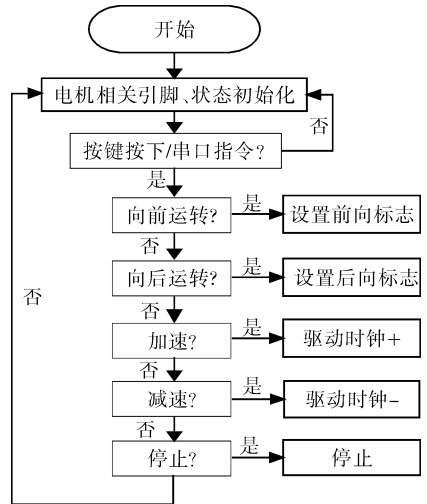 开始
电机相关引脚、状态初始化
否
按键按下/串口指令?
是
向前运转?
是
设置前向标志
否
向后运转?
是
设置后向标志
否
否
加速?
是
驱动时钟+
否
减速?
是
驱动时钟-
否
停止?
是
停止